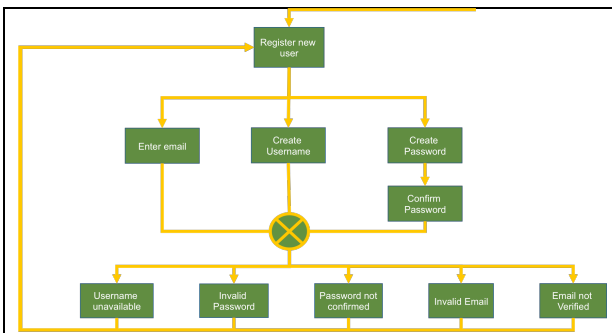 Register new
user
Enter email
Create
Username
Create
Password
Confirm
Password
Username
unavailable
Invalid
Password
Password not
confirmed
Invalid Email
Email not
Verified